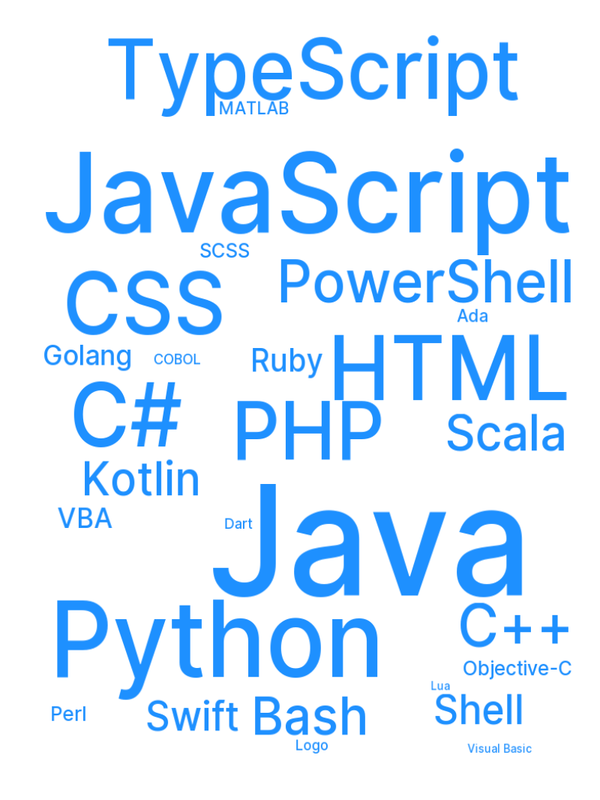 TypeScript
MATLAB
JavaScript
SCSS
PowerShell
CSS
Ada
Golang
COBOL
Ruby
HTML
C#
PHP
Scala
Kotlin
VBA
Dart
Java
Python
C++
Objective-C
Lua
Perl
Swift
Bash
Shell
Logo
Visual Basic